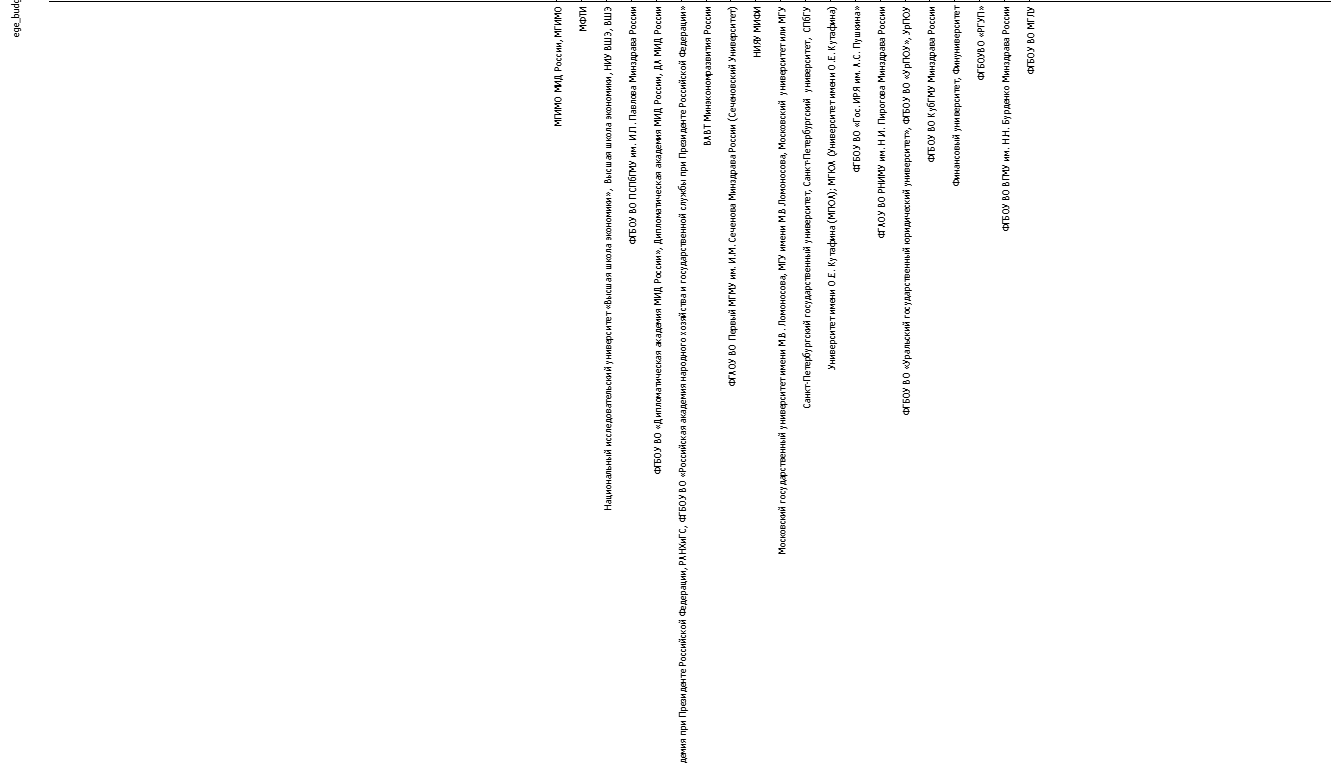 ege_budg
МГИМО МИД России, МГИМО
МФТИ
Национальный исследовательский университет «Высшая школа экономики», Высшая школа экономики, НИУ ВШЭ, ВШЭ
ФГБОУ ВО ПСПбГМУ им. И.П. Павлова Минздрава России
ФГБОУ ВО «Дипломатическая академия МИД России», Дипломатическая академия МИД России, ДА МИД России
демия при Президенте Российской Федерации, РАНХиГС, ФГБОУ ВО «Российская академия народного хозяйства и государственной службы при Президенте Российской Федерации»
ВАВТ Минэкономразвития России
ФГАОУ ВО Первый МГМУ им. И.М. Сеченова Минздрава России (Сеченовский Университет)
НИЯУ МИФИ
Московский государственный университет имени М.В. Ломоносова, МГУ имени М.В. Ломоносова, Московский университет или МГУ
Санкт-Петербургский государственный университет, Санкт-Петербургский университет, СПбГУ
Университет имени О.Е. Кутафина (МГЮА); МГЮА (Университет имени О.Е. Кутафина)
ФГБОУ ВО «Гос. ИРЯ им. А.С. Пушкина»
ФГАОУ ВО РНИМУ им. Н.И. Пирогова Минздрава России
ФГБОУ ВО «Уральский государственный юридический университет», ФГБОУ ВО «УрГЮУ», УрГЮУ
ФГБОУ ВО КубГМУ Минздрава России
Финансовый университет, Финуниверситет
ФГБОУВО «РГУП»
ФГБОУ ВО ВГМУ им. Н.Н. Бурденко Минздрава России
ФГБОУ ВО МГЛУ